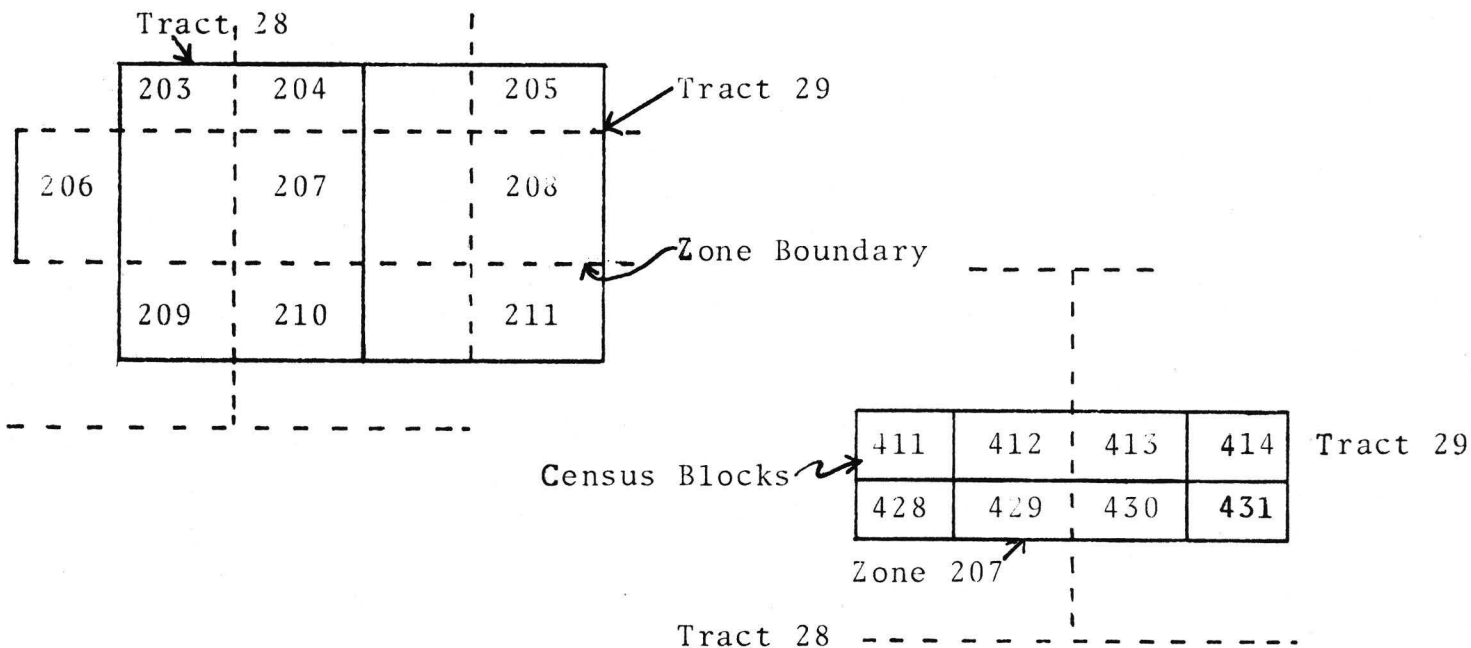 Tract 28
203 204 205 Tract 29
206 207 208
Zone Boundary
209 210 211
411 412 413 414 Tract 29
Census Blocks
428 429 430 431
Zone 207
Tract 28